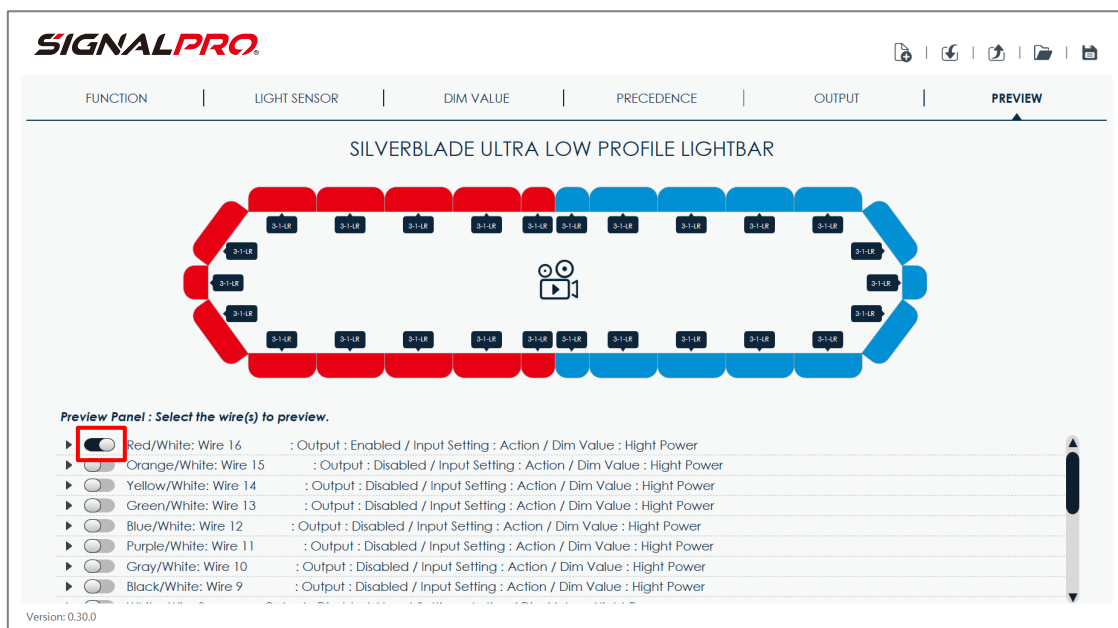 SIGNALPRO®
FUNCTION LIGHT SENSOR DIM VALUE PRECEDENCE OUTPUT PREVIEW
SILVERBLADE ULTRA LOW PROFILE LIGHTBAR
3-1-LR 3-1-LR 3-1-LR 3-1-LR 3-1-LR 3-1-LR 3-1-LR 3-1-LR 3-1-LR 3-1-LR
3-1-LR 3-1-LR
3-1-LR 3-1-LR
3-1-LR 3-1-LR
3-1-LR 3-1-LR 3-1-LR 3-1-LR 3-1-LR 3-1-LR 3-1-LR 3-1-LR 3-1-LR 3-1-LR
Preview Panel : Select the wire(s) to preview.
Red/White: Wire 16 : Output : Enabled / Input Setting : Action / Dim Value : Hight Power
Orange/White: Wire 15 : Output : Disabled / Input Setting : Action / Dim Value : Hight Power
Yellow/White: Wire 14 : Output : Disabled / Input Setting : Action / Dim Value : Hight Power
Green/White: Wire 13 : Output : Disabled / Input Setting : Action / Dim Value : Hight Power
Blue/White: Wire 12 : Output : Disabled / Input Setting : Action / Dim Value : Hight Power
Purple/White: Wire 11 : Output : Disabled / Input Setting : Action / Dim Value : Hight Power
Gray/White: Wire 10 : Output : Disabled / Input Setting : Action / Dim Value : Hight Power
Black/White: Wire 9 : Output : Disabled / Input Setting : Action / Dim Value : Hight Power
Version: 0.30.0